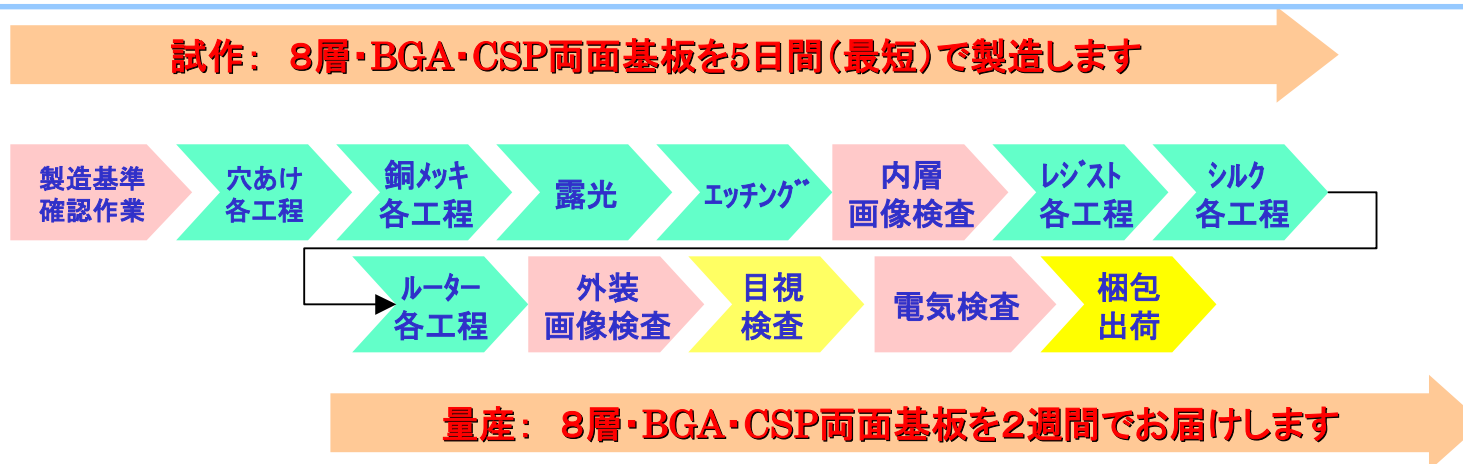 試作： ８層・BGA・CSP両面基板を5日間（最短）で製造します
製造基準
確認作業
穴あけ
各工程
銅ﾒｯｷ
各工程
露光
ｴｯﾁﾝｸﾞ
内層
画像検査
ﾚｼﾞｽﾄ
各工程
ｼﾙｸ
各工程
ﾙｰﾀｰ
各工程
外装
画像検査
目視
検査
電気検査
梱包
出荷
量産： ８層・BGA・CSP両面基板を２週間でお届けします